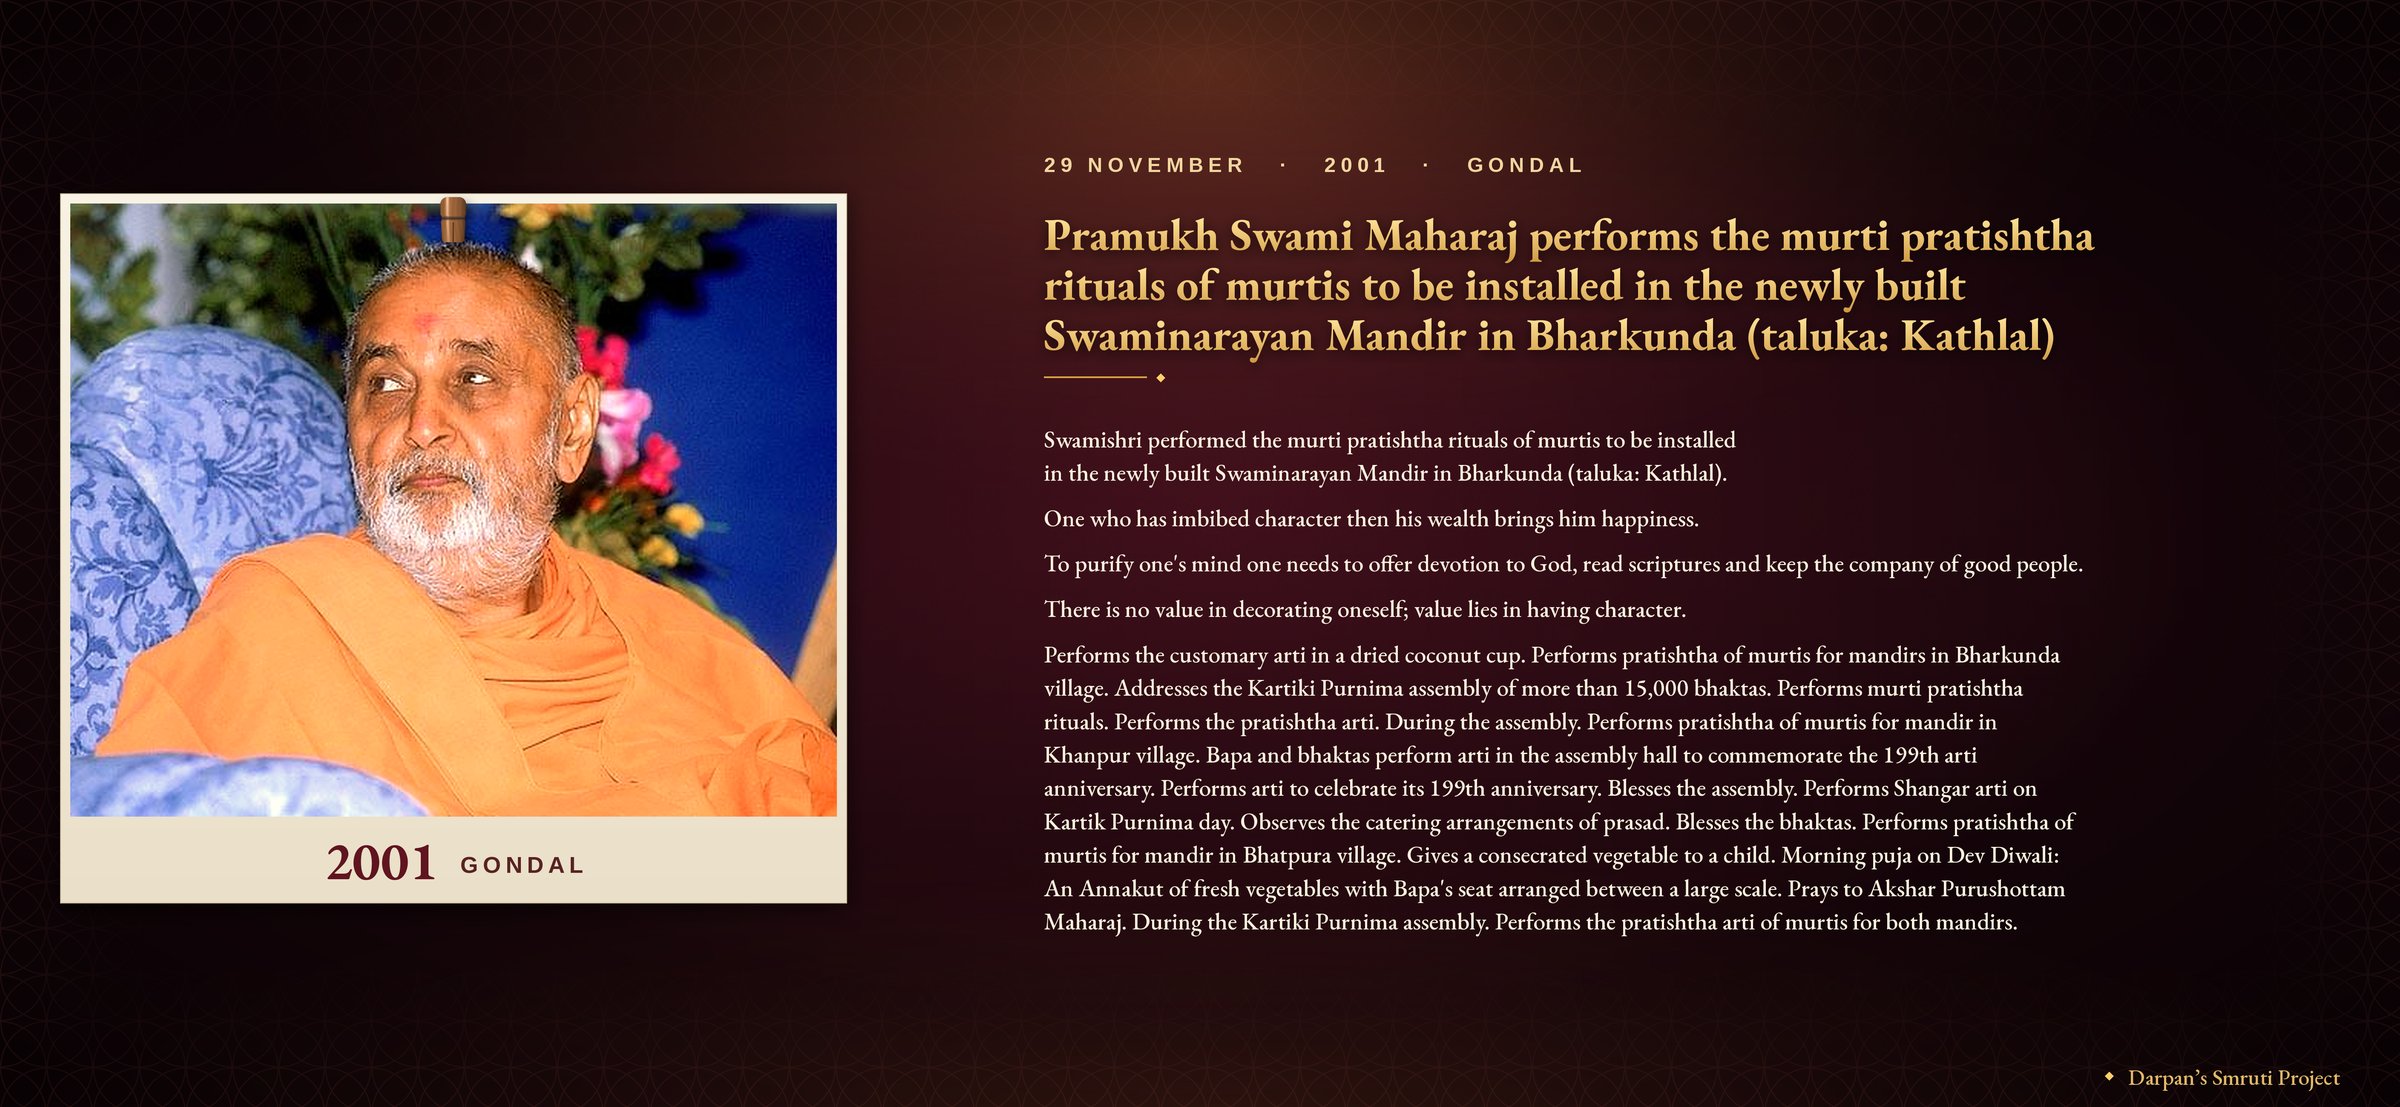 29 NOVEMBER · 2001 · GONDAL
Pramukh Swami Maharaj performs the murti pratishtha
rituals of murtis to be installed in the newly built
Swaminarayan Mandir in Bharkunda (taluka: Kathlal)
Swamishri performed the murti pratishtha rituals of murtis to be installed
in the newly built Swaminarayan Mandir in Bharkunda (taluka: Kathlal).
One who has imbibed character then his wealth brings him happiness.
To purify one's mind one needs to offer devotion to God, read scriptures and keep the company of good people.
There is no value in decorating oneself; value lies in having character.
Performs the customary arti in a dried coconut cup. Performs pratishtha of murtis for mandirs in Bharkunda
village. Addresses the Kartiki Purnima assembly of more than 15,000 bhaktas. Performs murti pratishtha
rituals. Performs the pratishtha arti. During the assembly. Performs pratishtha of murtis for mandir in
Khanpur village. Bapa and bhaktas perform arti in the assembly hall to commemorate the 199th arti
anniversary. Performs arti to celebrate its 199th anniversary. Blesses the assembly. Performs Shangar arti on
Kartik Purnima day. Observes the catering arrangements of prasad. Blesses the bhaktas. Performs pratishtha of
murtis for mandir in Bhatpura village. Gives a consecrated vegetable to a child. Morning puja on Dev Diwali:
An Annakut of fresh vegetables with Bapa's seat arranged between a large scale. Prays to Akshar Purushottam
Maharaj. During the Kartiki Purnima assembly. Performs the pratishtha arti of murtis for both mandirs.
2001 GONDAL
Darpan’s Smruti Project